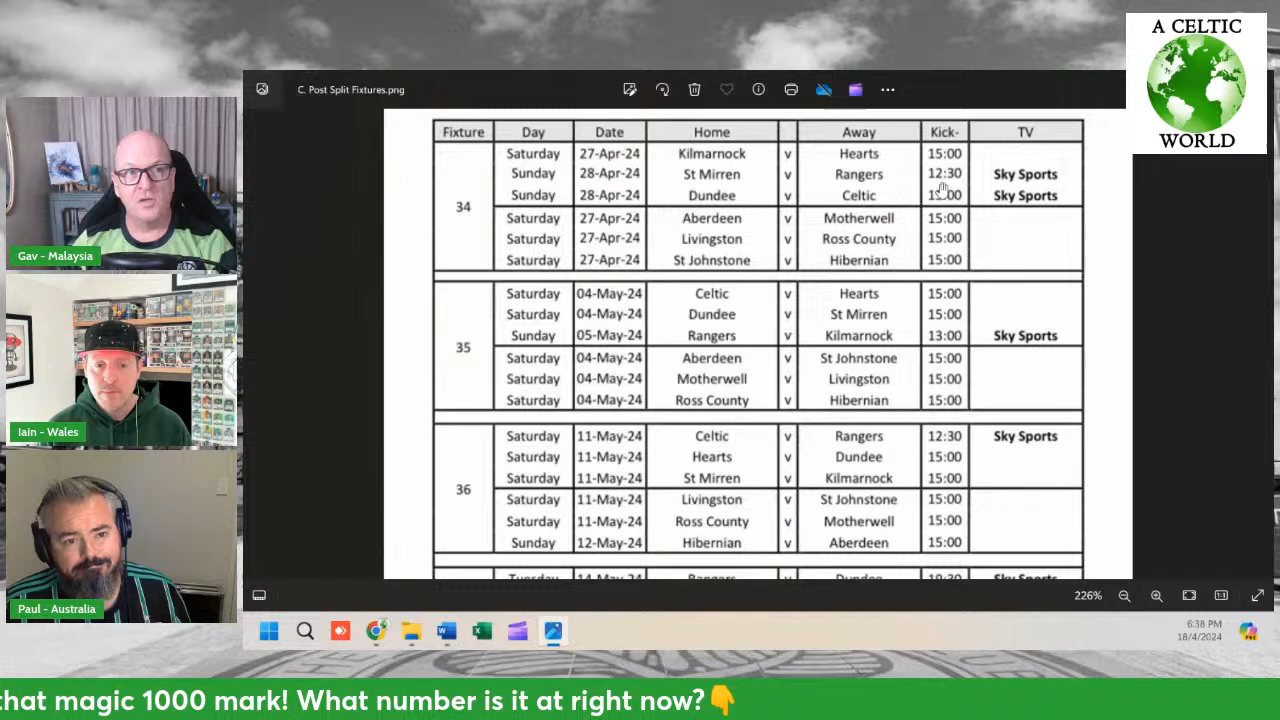 A CELTIC
WORLD
C. Post Split Fixtures.png
Fixture Day Date Home Away Kick- TV
34
Saturday 27-Apr-24 Kilmarnock v Hearts 15:00
Sunday 28-Apr-24 St Mirren v Rangers 12:30 Sky Sports
Sunday 28-Apr-24 Dundee v Celtic Sky Sports
Saturday 27-Apr-24 Aberdeen v Motherwell 15:00
Saturday 27-Apr-24 Livingston v Ross County 15:00
Saturday 27-Apr-24 St Johnstone v Hibernian 15:00
35
Saturday 04-May-24 Celtic v Hearts 15:00
Saturday 04-May-24 Dundee v St Mirren 15:00
Sunday 05-May-24 Rangers v Kilmarnock 13:00 Sky Sports
Saturday 04-May-24 Aberdeen v St Johnstone 15:00
Saturday 04-May-24 Motherwell v Livingston 15:00
Saturday 04-May-24 Ross County v Hibernian 15:00
36
Saturday 11-May-24 Celtic v Rangers 12:30 Sky Sports
Saturday 11-May-24 Hearts v Dundee 15:00
Saturday 11-May-24 St Mirren v Kilmarnock 15:00
Saturday 11-May-24 Livingston v St Johnstone 15:00
Saturday 11-May-24 Ross County v Motherwell 15:00
Sunday 12-May-24 Hibernian v Aberdeen 15:00
Tuesday 14-May-24 Rangers v Dundee 19:30 Sky Sports
Gav - Malaysia
Iain - Wales
Paul - Australia
226%
6:38 PM
18/4/2024
that magic 1000 mark! What number is it at right now?👇